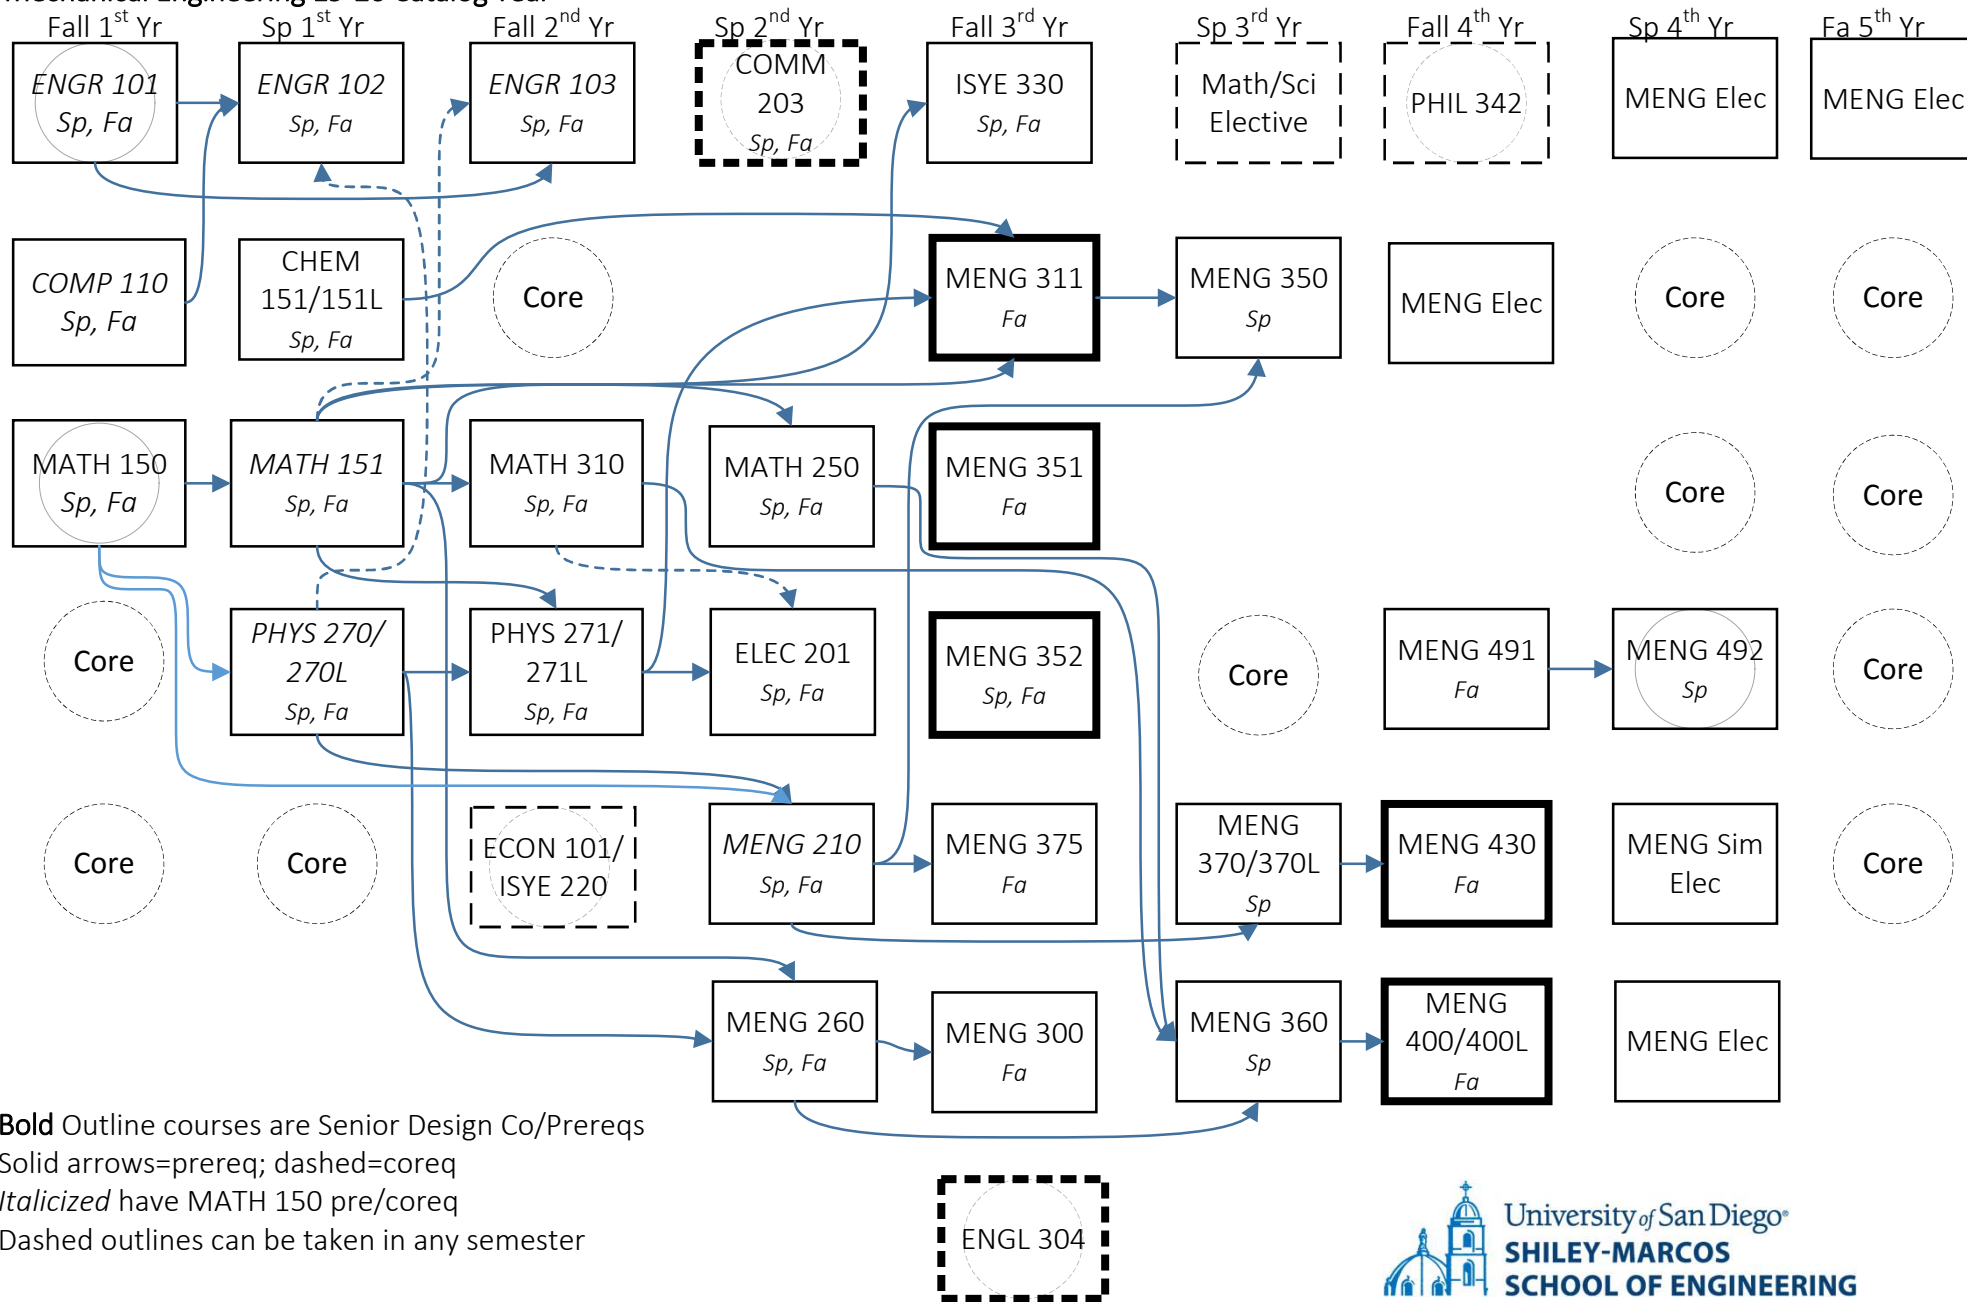 Mechanical Engineering 25-26 Catalog Year
Fall 1st Yr
Sp 1st Yr
Fall 2nd Yr
Sp 2nd Yr
Fall 3rd Yr
Sp 3rd Yr
Fall 4th Yr
Sp 4th Yr
Fa 5th Yr
ENGR 101
Sp, Fa
ENGR 102
Sp, Fa
ENGR 103
Sp, Fa
COMM
203
Sp, Fa
ISYE 330
Sp, Fa
Math/Sci
Elective
PHIL 342
MENG Elec
MENG Elec
COMP 110
Sp, Fa
CHEM
151/151L
Sp, Fa
Core
MENG 311
Fa
MENG 350
Sp
MENG Elec
Core
Core
MATH 150
Sp, Fa
MATH 151
Sp, Fa
MATH 310
Sp, Fa
MATH 250
Sp, Fa
MENG 351
Fa
Core
Core
Core
PHYS 270/
270L
Sp, Fa
PHYS 271/
271L
Sp, Fa
ELEC 201
Sp, Fa
MENG 352
Sp, Fa
Core
MENG 491
Fa
MENG 492
Sp
Core
Core
Core
ECON 101/
ISYE 220
MENG 210
Sp, Fa
MENG 375
Fa
MENG
370/370L
Sp
MENG 430
Fa
MENG Sim
Elec
Core
MENG 260
Sp, Fa
MENG 300
Fa
MENG 360
Sp
MENG
400/400L
Fa
MENG Elec
Bold Outline courses are Senior Design Co/Prereqs
Solid arrows=prereq; dashed=coreq
Italicized have MATH 150 pre/coreq
Dashed outlines can be taken in any semester
ENGL 304
University of San Diego®
SHILEY-MARCOS
SCHOOL OF ENGINEERING